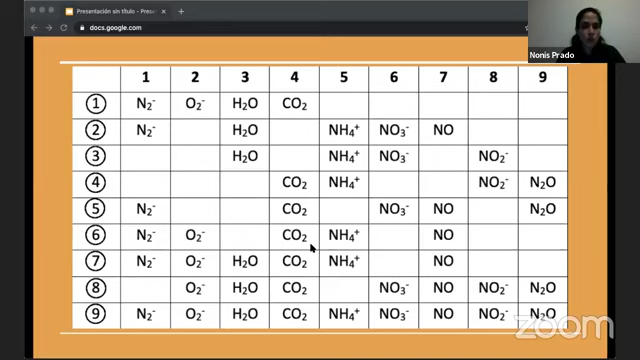 Presentación sin título - Presen
docs.google.com
Nonis Prado
1 2 3 4 5 6 7 8 9
① N₂⁻ O₂⁻ H₂O CO₂
② N₂⁻ H₂O NH₄⁺ NO₃⁻ NO
③ H₂O NH₄⁺ NO₃⁻ NO₂⁻
④ CO₂ NH₄⁺ NO₂⁻ N₂O
⑤ N₂⁻ CO₂ NO₃⁻ NO N₂O
⑥ N₂⁻ O₂⁻ CO₂ NH₄⁺ NO
⑦ N₂⁻ O₂⁻ H₂O CO₂ NH₄⁺ NO
⑧ O₂⁻ H₂O CO₂ NO₃⁻ NO NO₂⁻ N₂O
⑨ N₂⁻ O₂⁻ H₂O CO₂ NH₄⁺ NO₃⁻ NO NO₂⁻ N₂O
zoom